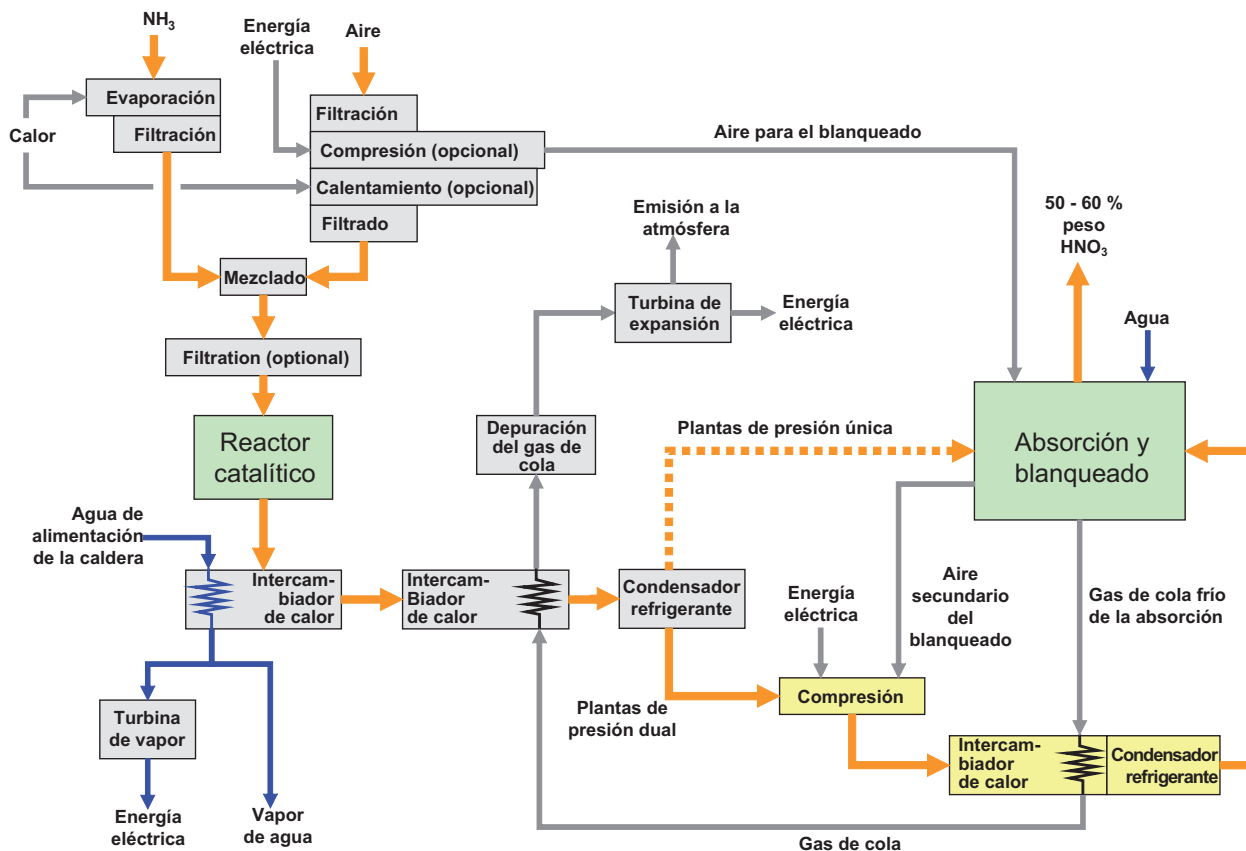 NH₃
Energía
eléctrica
Aire
Evaporación
Filtración
Calor
Filtración
Compresión (opcional)
Calentamiento (opcional)
Filtrado
Aire para el blanqueado
Mezclado
Filtration (optional)
Reactor
catalítico
Emisión a la
atmósfera
Turbina de
expansión
Energía
eléctrica
50 - 60 %
peso
HNO₃
Agua
Depuración
del gas de
cola
Plantas de presión única
Absorción y
blanqueado
Agua de
alimentación
de la caldera
Intercam-
biador
de calor
Intercam-
Biador
de calor
Condensador
refrigerante
Energía
eléctrica
Aire
secundario
del
blanqueado
Gas de cola frío
de la absorción
Turbina
de vapor
Plantas de
presión dual
Compresión
Intercam-
biador
de calor
Condensador
refrigerante
Energía
eléctrica
Vapor
de agua
Gas de cola